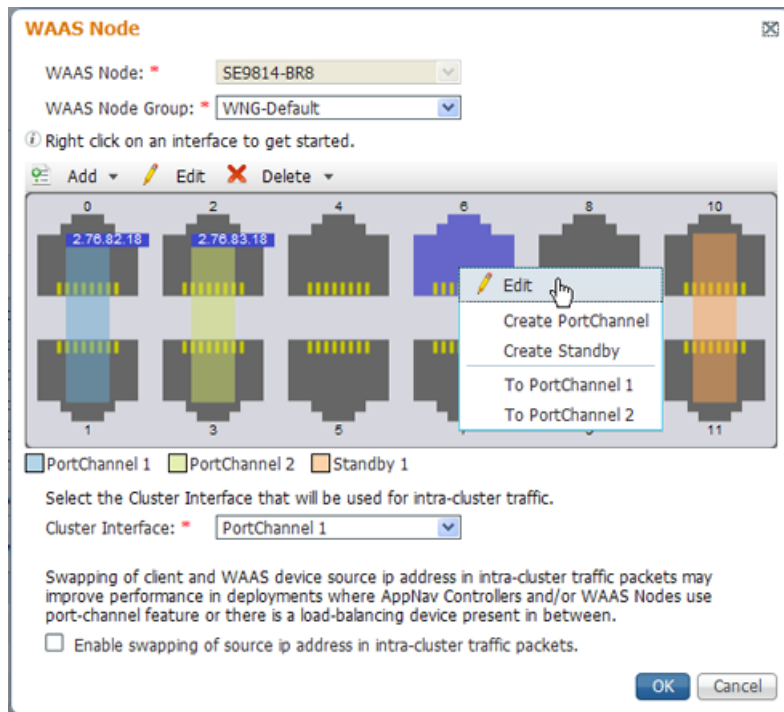 WAAS Node
WAAS Node: * SE9814-BR8
WAAS Node Group: * WNG-Default
Right click on an interface to get started.
Add Edit Delete
0 2 4 6 8 10
2.76.82.18 2.76.83.18
Edit
Create PortChannel
Create Standby
To PortChannel 1
To PortChannel 2
1 3 5 11
PortChannel 1 PortChannel 2 Standby 1
Select the Cluster Interface that will be used for intra-cluster traffic.
Cluster Interface: * PortChannel 1
Swapping of client and WAAS device source ip address in intra-cluster traffic packets may
improve performance in deployments where AppNav Controllers and/or WAAS Nodes use
port-channel feature or there is a load-balancing device present in between.
Enable swapping of source ip address in intra-cluster traffic packets.
OK Cancel